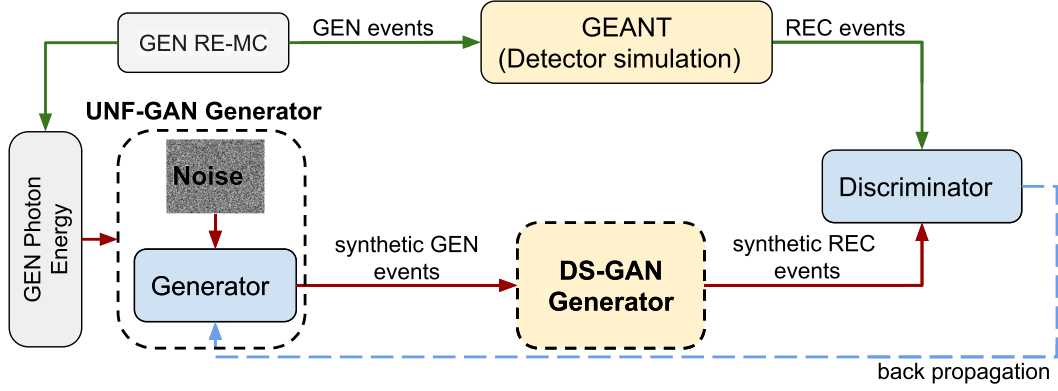 GEN RE-MC
GEN events
GEANT
(Detector simulation)
REC events
UNF-GAN Generator
GEN Photon
Energy
Noise
Generator
synthetic GEN
events
DS-GAN
Generator
synthetic REC
events
Discriminator
back propagation